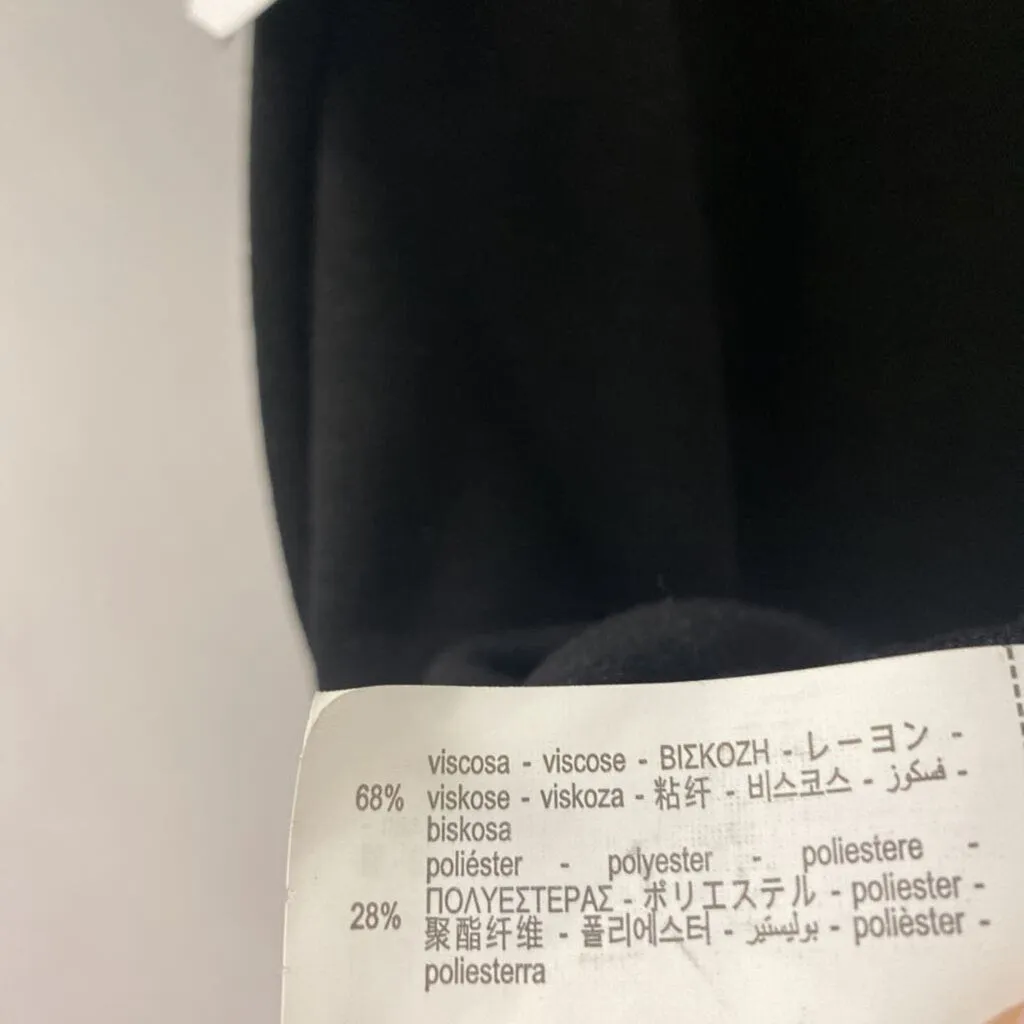 viscosa - viscose - ΒΙΣΚΟΖΗ - レーヨン -
68% viskose - viskoza - 粘纤 - 비스코스 - فسكوز -
biskosa
poliéster - polyester - poliestere -
ΠΟΛΥΕΣΤΕΡΑΣ - ポリエステル - poliester -
28% 聚酯纤维 - 폴리에스터 - بوليستير - polièster -
poliesterra